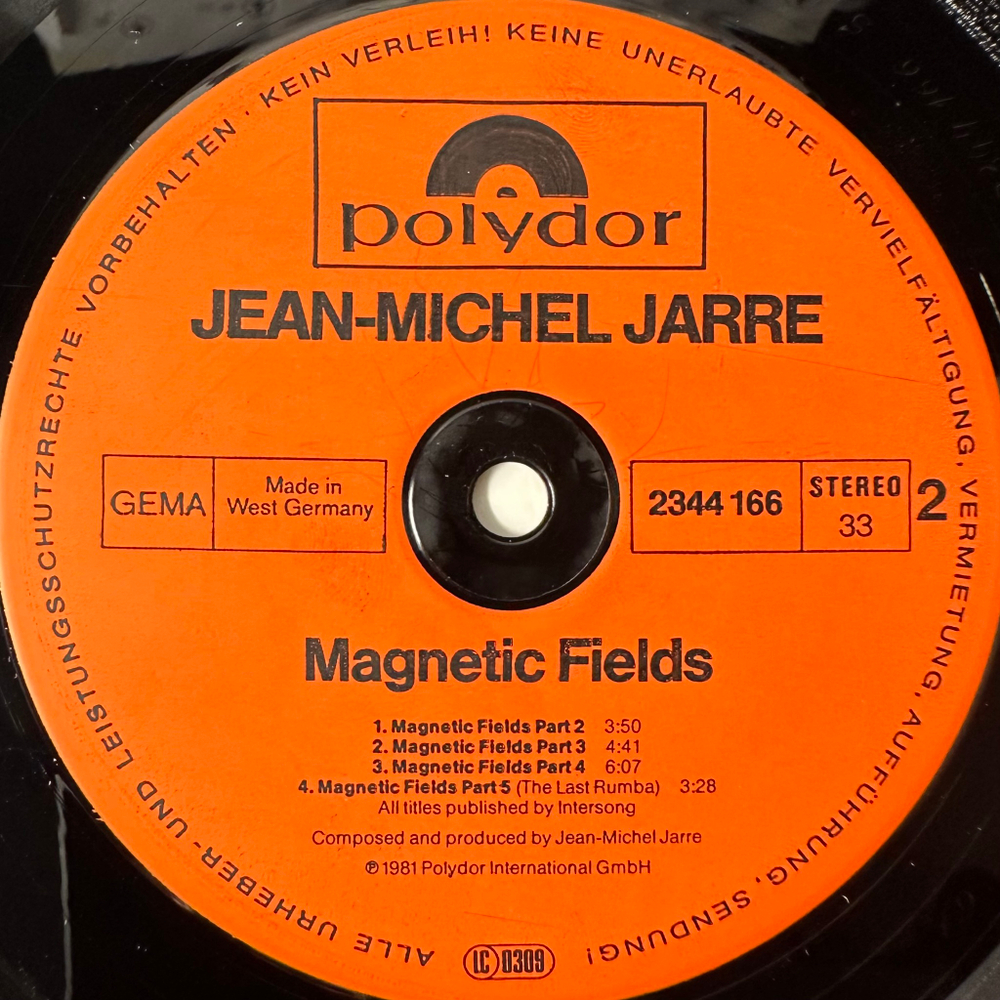 ALLE URHEBER- UND LEISTUNGSSCHUTZRECHTE VORBEHALTEN · KEIN VERLEIH! KEINE UNERLAUBTE VERVIELFÄLTIGUNG, VERMIETUNG, AUFFÜHRUNG, SENDUNG!
polydor
JEAN-MICHEL JARRE
GEMA
Made in
West Germany
2344 166
STEREO
33
2
Magnetic Fields
1. Magnetic Fields Part 2 3:50
2. Magnetic Fields Part 3 4:41
3. Magnetic Fields Part 4 6:07
4. Magnetic Fields Part 5 (The Last Rumba) 3:28
All titles published by Intersong
Composed and produced by Jean-Michel Jarre
℗ 1981 Polydor International GmbH
LC 0309